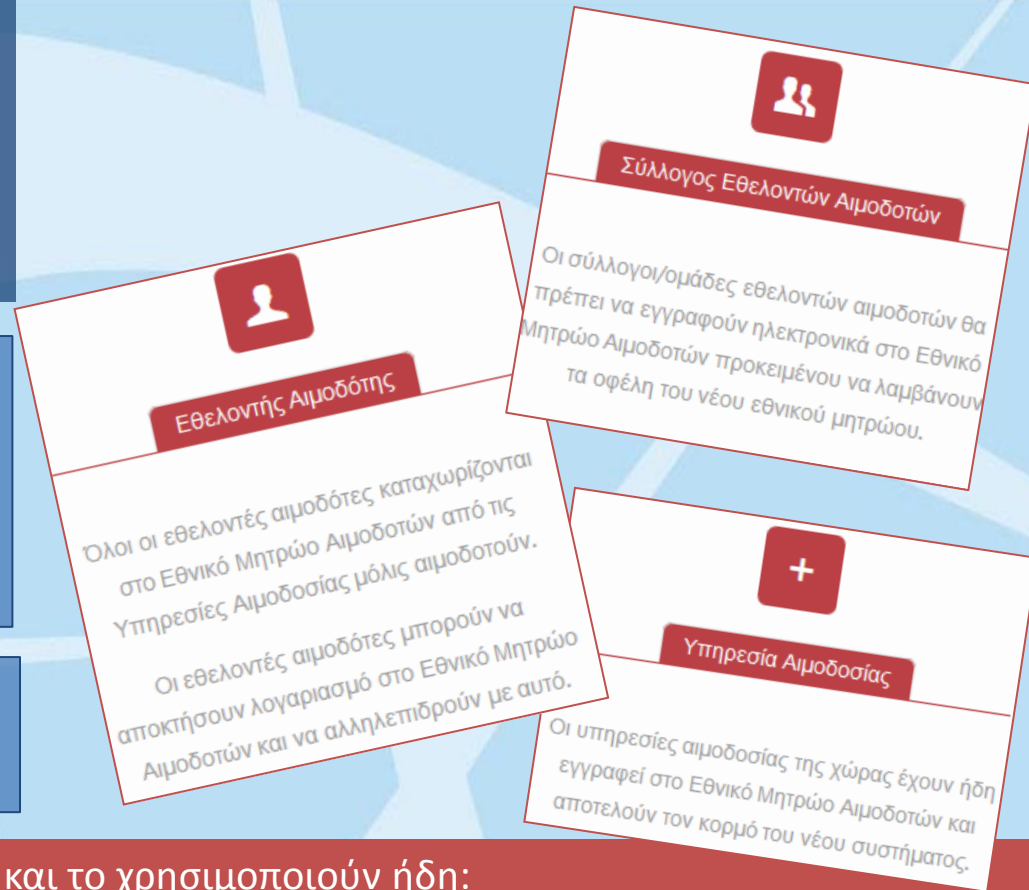 Σύλλογος Εθελοντών Αιμοδοτών
Οι σύλλογοι/ομάδες εθελοντών αιμοδοτών θα
πρέπει να εγγραφούν ηλεκτρονικά στο Εθνικό
Μητρώο Αιμοδοτών προκειμένου να λαμβάνουν
τα οφέλη του νέου εθνικού μητρώου.
Εθελοντής Αιμοδότης
Όλοι οι εθελοντές αιμοδότες καταχωρίζονται
στο Εθνικό Μητρώο Αιμοδοτών από τις
Υπηρεσίες Αιμοδοσίας μόλις αιμοδοτούν.
Οι εθελοντές αιμοδότες μπορούν να
αποκτήσουν λογαριασμό στο Εθνικό Μητρώο
Αιμοδοτών και να αλληλεπιδρούν με αυτό.
Υπηρεσία Αιμοδοσίας
Οι υπηρεσίες αιμοδοσίας της χώρας έχουν ήδη
εγγραφεί στο Εθνικό Μητρώο Αιμοδοτών και
αποτελούν τον κορμό του νέου συστήματος.
και το χρησιμοποιούν ήδη: